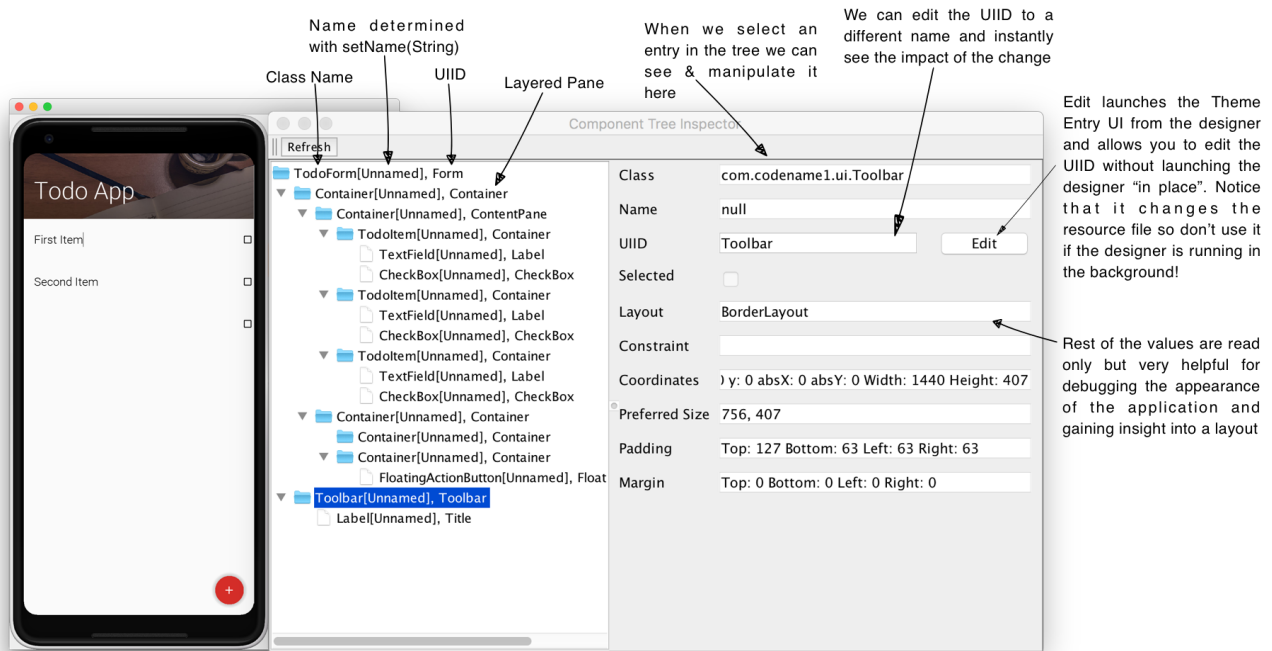 Name determined
with setName(String)
Class Name
UIID
Layered Pane
When we select an
entry in the tree we can
see & manipulate it
here
We can edit the UIID to a
different name and instantly
see the impact of the change
Edit launches the Theme
Entry UI from the designer
and allows you to edit the
UIID without launching the
designer “in place”. Notice
that it changes the
resource file so don’t use it
if the designer is running in
the background!
Rest of the values are read
only but very helpful for
debugging the appearance
of the application and
gaining insight into a layout
Todo App
First Item
Second Item
+
Component Tree Inspector
Refresh
TodoForm[Unnamed], Form
Container[Unnamed], Container
Container[Unnamed], ContentPane
TodoItem[Unnamed], Container
TextField[Unnamed], Label
CheckBox[Unnamed], CheckBox
TodoItem[Unnamed], Container
TextField[Unnamed], Label
CheckBox[Unnamed], CheckBox
TodoItem[Unnamed], Container
TextField[Unnamed], Label
CheckBox[Unnamed], CheckBox
Container[Unnamed], Container
Container[Unnamed], Container
Container[Unnamed], Container
FloatingActionButton[Unnamed], Float
Toolbar[Unnamed], Toolbar
Label[Unnamed], Title
Class com.codename1.ui.Toolbar
Name null
UIID Toolbar Edit
Selected
Layout BorderLayout
Constraint
Coordinates ) y: 0 absX: 0 absY: 0 Width: 1440 Height: 407
Preferred Size 756, 407
Padding Top: 127 Bottom: 63 Left: 63 Right: 63
Margin Top: 0 Bottom: 0 Left: 0 Right: 0